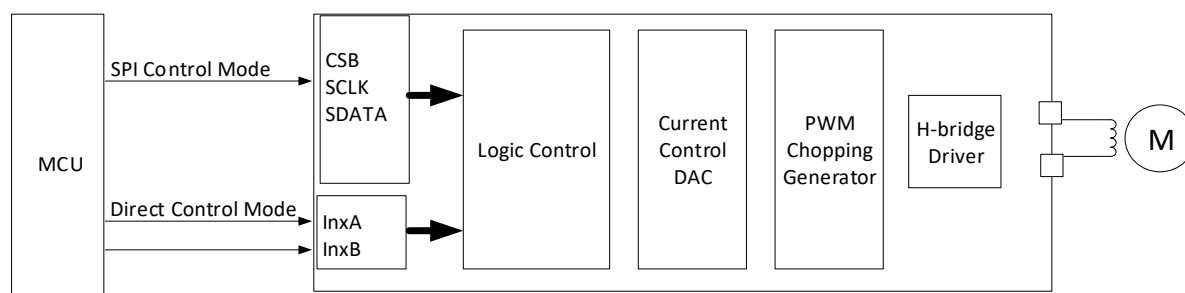 MCU
SPI Control Mode
Direct Control Mode
CSB
SCLK
SDATA
InxA
InxB
Logic Control
Current
Control
DAC
PWM
Chopping
Generator
H-bridge
Driver
M